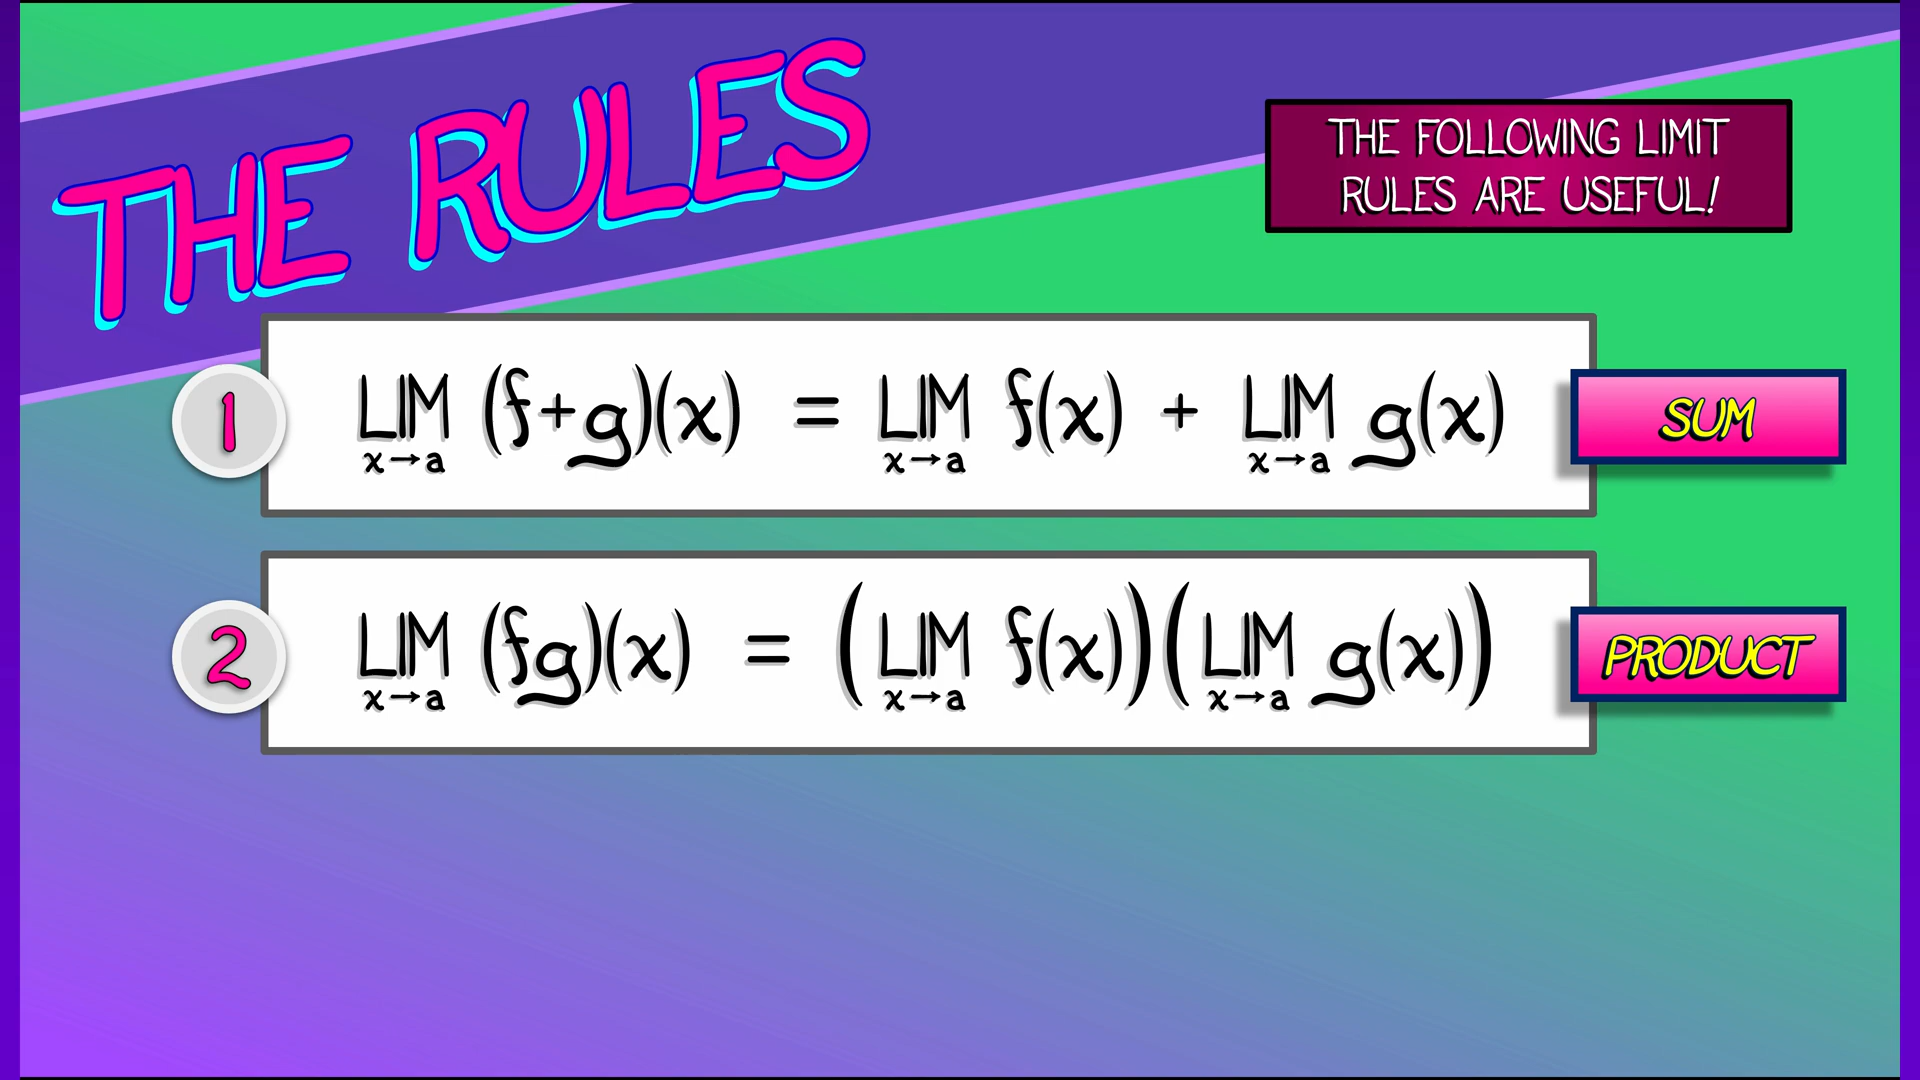 THE RULES
THE FOLLOWING LIMIT
RULES ARE USEFUL!
1
LIM (f+g)(x) = LIM f(x) + LIM g(x)
x→a x→a x→a
SUM
2
LIM (fg)(x) = (LIM f(x))(LIM g(x))
x→a x→a x→a
PRODUCT